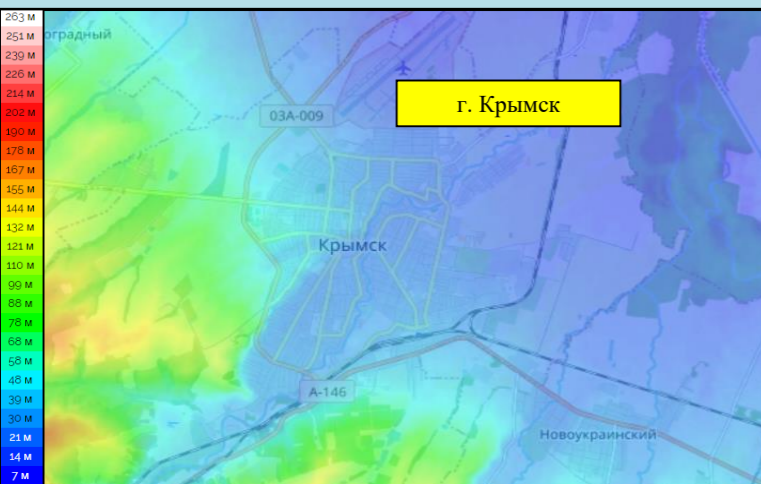 263 м
251 м
239 м
226 м
214 м
202 м
190 м
178 м
167 м
155 м
144 м
132 м
121 м
110 м
99 м
88 м
78 м
68 м
58 м
48 м
39 м
30 м
21 м
14 м
7 м
оградный
г. Крымск
03А-009
Крымск
А-146
Новоукраинский